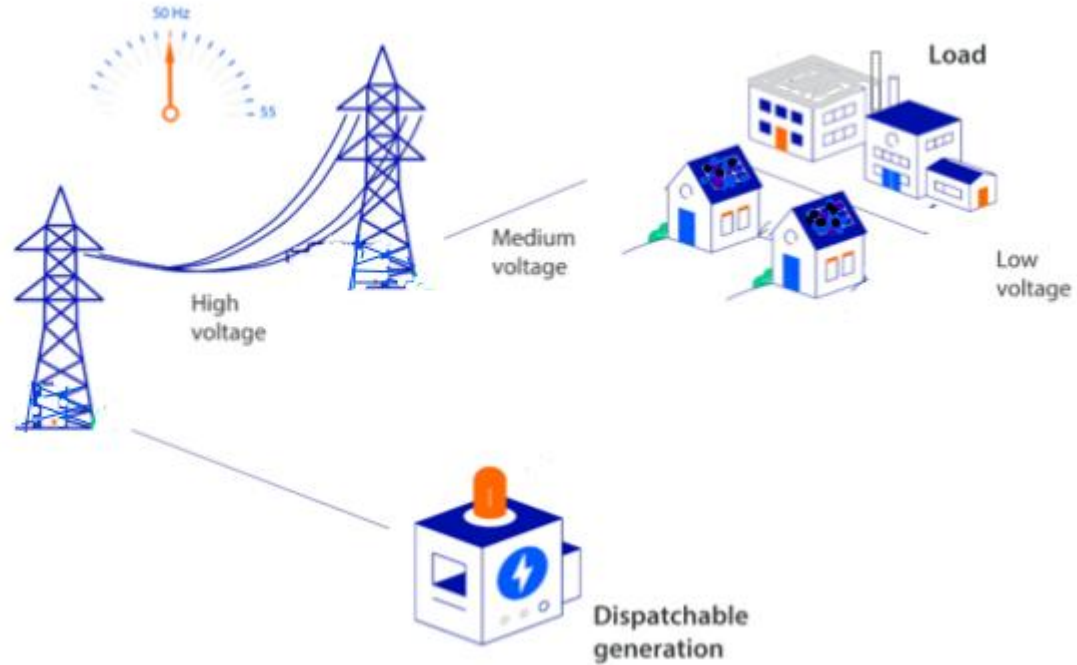 50 Hz
55
Load
Medium
voltage
Low
voltage
High
voltage
Dispatchable
generation